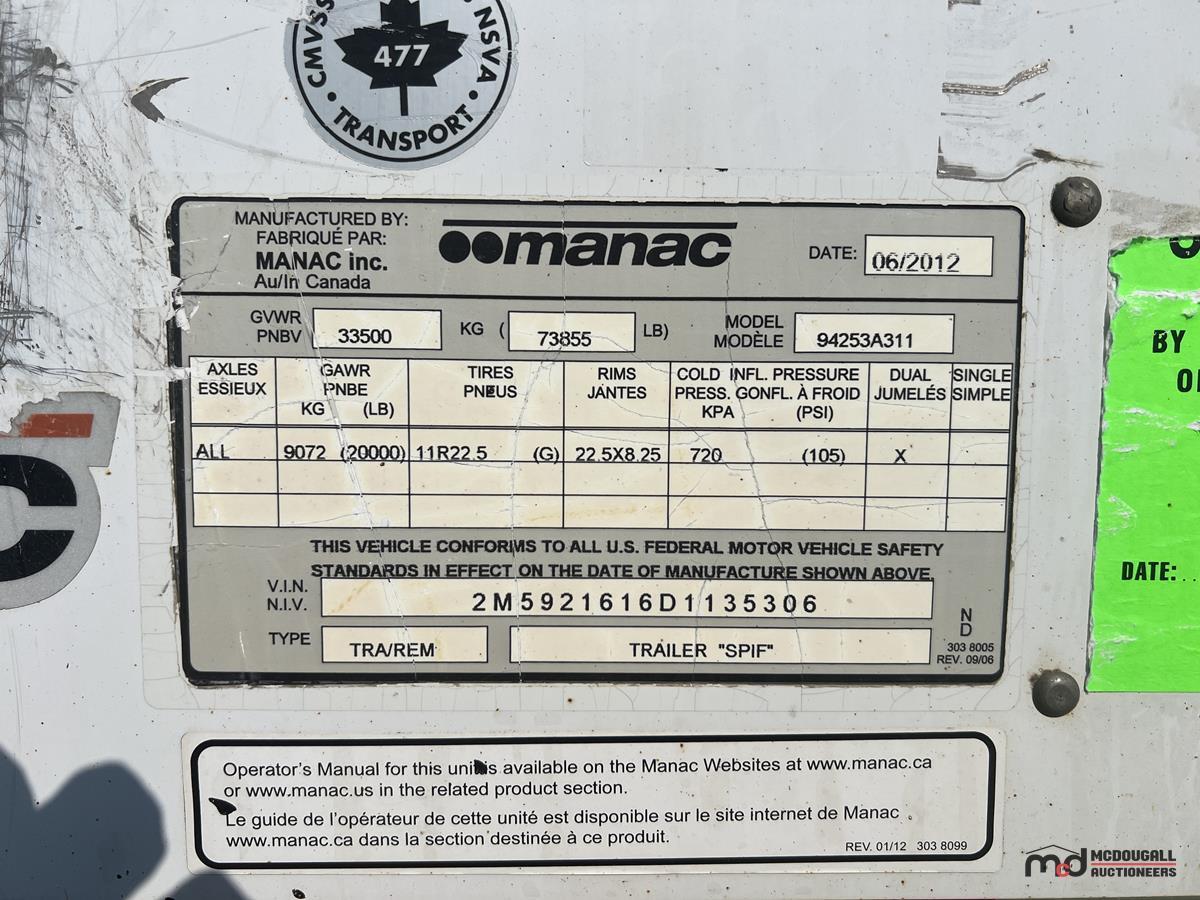 CMVSS NSVA
477
• TRANSPORT •
MANUFACTURED BY:
FABRIQUÉ PAR:
MANAC inc.
Au/In Canada
manac
DATE: 06/2012
GVWR
PNBV
33500 KG ( 73855 LB)
MODEL
MODÈLE
94253A311
AXLES
ESSIEUX
GAWR
PNBE
KG (LB)
TIRES
PNEUS
RIMS
JANTES
COLD INFL. PRESSURE
PRESS. GONFL. À FROID
KPA (PSI)
DUAL
JUMELÉS
SINGLE
SIMPLE
ALL 9072 (20000) 11R22.5 (G) 22.5X8.25 720 (105) X
THIS VEHICLE CONFORMS TO ALL U.S. FEDERAL MOTOR VEHICLE SAFETY
STANDARDS IN EFFECT ON THE DATE OF MANUFACTURE SHOWN ABOVE.
V.I.N.
N.I.V.
2M5921616D1135306
TYPE TRA/REM TRAILER "SPIF"
N
D
303 8005
REV. 09/06
Operator's Manual for this unit is available on the Manac Websites at www.manac.ca
or www.manac.us in the related product section.
Le guide de l'opérateur de cette unité est disponible sur le site internet de Manac
www.manac.ca dans la section destinée à ce produit.
REV. 01/12 303 8099
C
BY
DATE:..
mcd MCDOUGALL
AUCTIONEERS